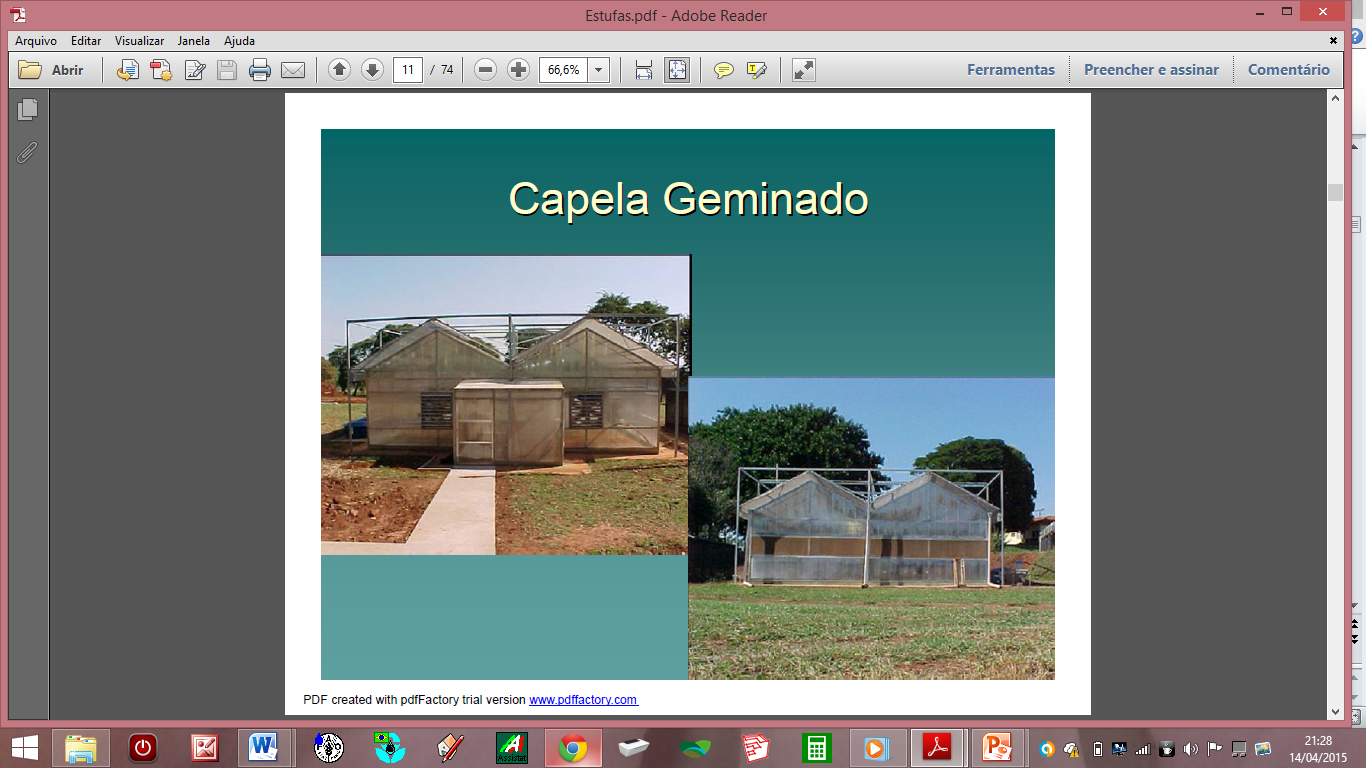 Estufas.pdf - Adobe Reader
Arquivo Editar Visualizar Janela Ajuda
Abrir 11 / 74 66,6% Ferramentas Preencher e assinar Comentário
Capela Geminado
PDF created with pdfFactory trial version www.pdffactory.com
Assistat
21:28
14/04/2015